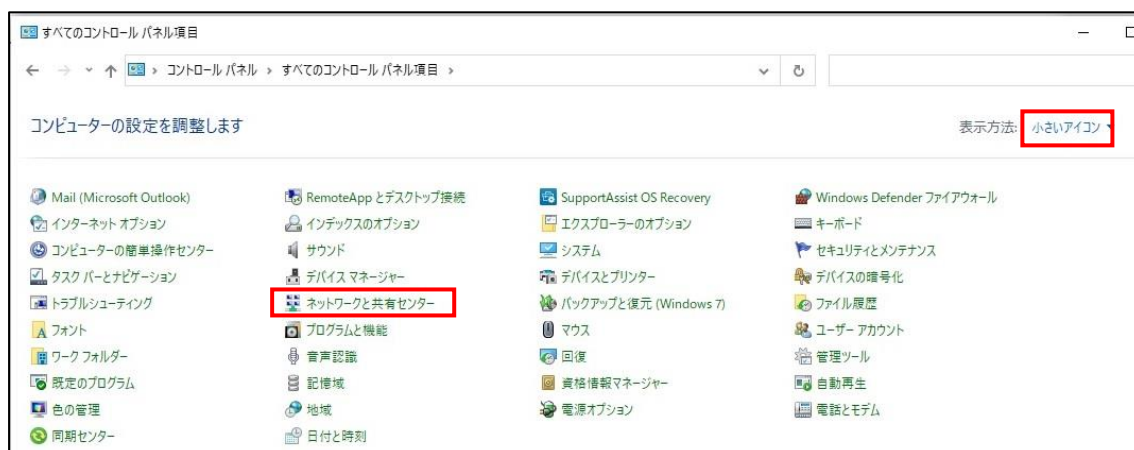 すべてのコントロール パネル項目
コントロール パネル › すべてのコントロール パネル項目 ›
コンピューターの設定を調整します
表示方法: 小さいアイコン
Mail (Microsoft Outlook) RemoteApp とデスクトップ接続 SupportAssist OS Recovery Windows Defender ファイアウォール
インターネット オプション インデックスのオプション エクスプローラーのオプション キーボード
コンピューターの簡単操作センター サウンド システム セキュリティとメンテナンス
タスク バーとナビゲーション デバイス マネージャー デバイスとプリンター デバイスの暗号化
トラブルシューティング ネットワークと共有センター バックアップと復元 (Windows 7) ファイル履歴
フォント プログラムと機能 マウス ユーザー アカウント
ワーク フォルダー 音声認識 回復 管理ツール
既定のプログラム 記憶域 資格情報マネージャー 自動再生
色の管理 地域 電源オプション 電話とモデム
同期センター 日付と時刻